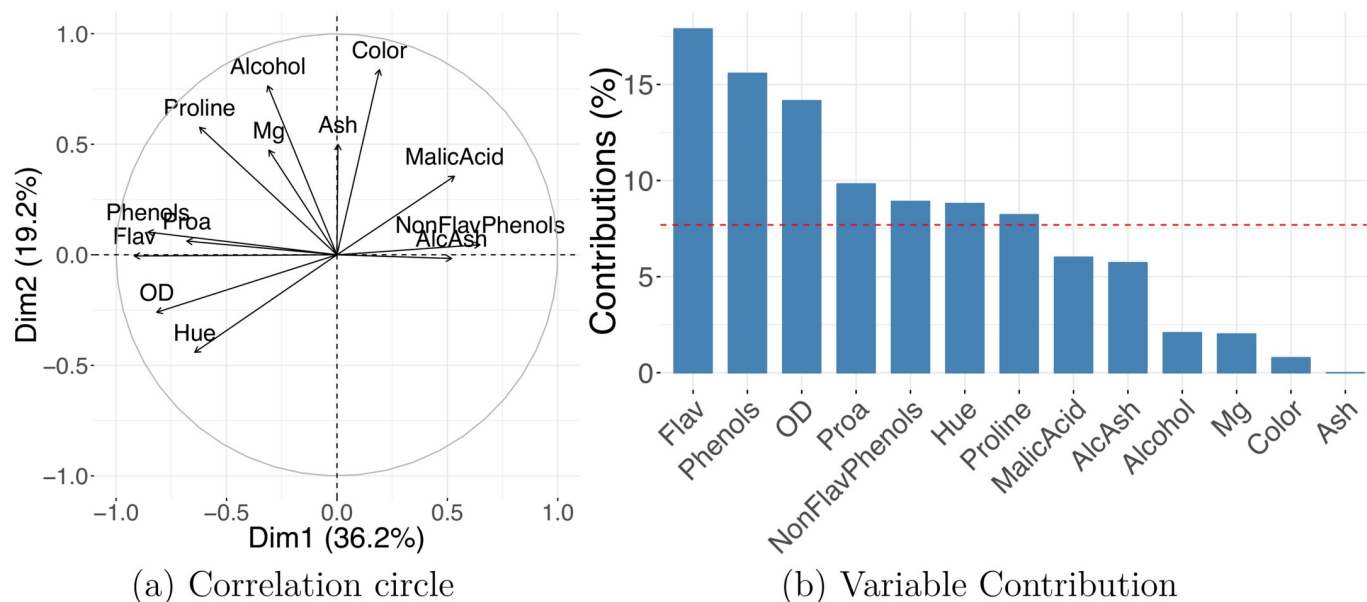 1.0
0.5
0.0
−0.5
−1.0
Dim2 (19.2%)
Color
Alcohol
Proline
Mg
Ash
MalicAcid
Phenols
Proa
NonFlavPhenols
Flav
AlcAsh
OD
Hue
−1.0
−0.5
0.0
0.5
1.0
Dim1 (36.2%)
(a) Correlation circle
Contributions (%)
15
10
5
0
Flav
Phenols
OD
Proa
NonFlavPhenols
Hue
Proline
MalicAcid
AlcAsh
Alcohol
Mg
Color
Ash
(b) Variable Contribution